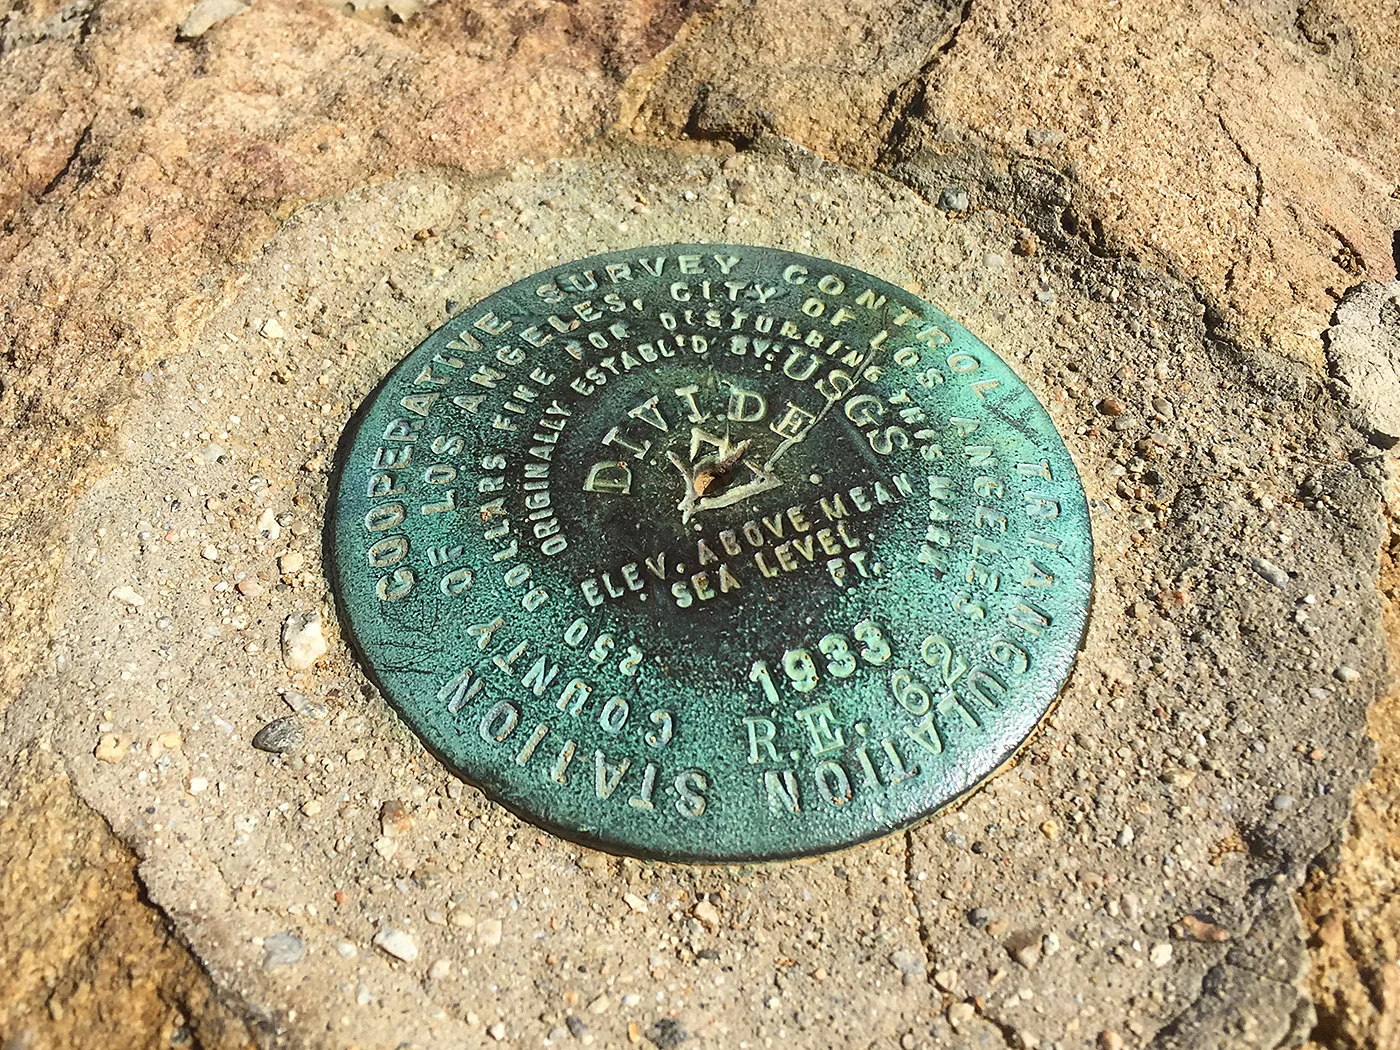 COOPERATIVE SURVEY CONTROL TRIANGULATION STATION
COUNTY OF LOS ANGELES, CITY OF LOS ANGELES
250 DOLLARS FINE FOR DISTURBING THIS MARK
ORIGINALLY ESTABL'D BY: USGS
DIVIDE
ELEV. ABOVE MEAN
SEA LEVEL.
FT.
1933
R.E. 62